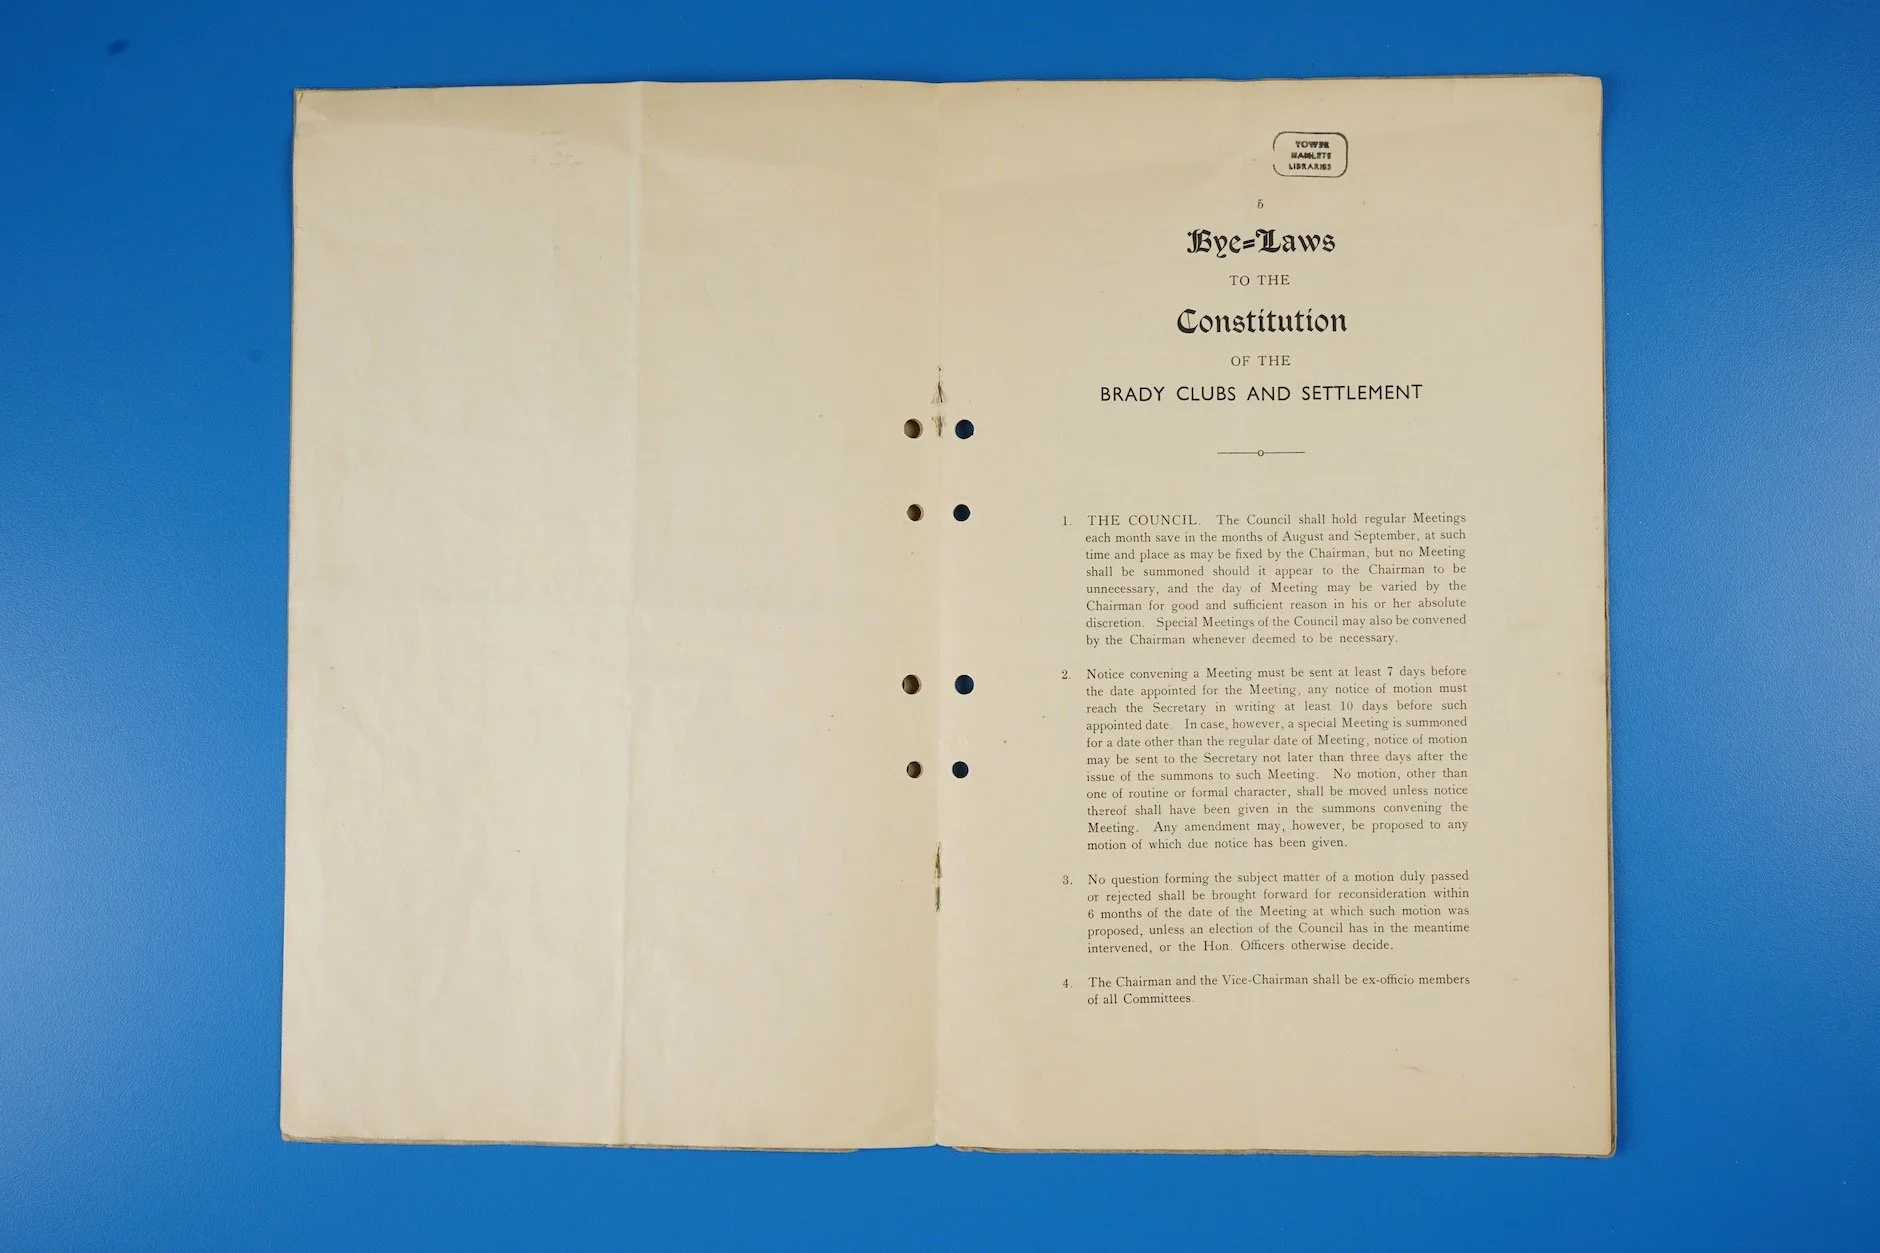 TOWER
HAMLETS
LIBRARIES
5
Bye=Laws
TO THE
Constitution
OF THE
BRADY CLUBS AND SETTLEMENT
1. THE COUNCIL. The Council shall hold regular Meetings
each month save in the months of August and September, at such
time and place as may be fixed by the Chairman, but no Meeting
shall be summoned should it appear to the Chairman to be
unnecessary, and the day of Meeting may be varied by the
Chairman for good and sufficient reason in his or her absolute
discretion. Special Meetings of the Council may also be convened
by the Chairman whenever deemed to be necessary.
2. Notice convening a Meeting must be sent at least 7 days before
the date appointed for the Meeting, any notice of motion must
reach the Secretary in writing at least 10 days before such
appointed date. In case, however, a special Meeting is summoned
for a date other than the regular date of Meeting, notice of motion
may be sent to the Secretary not later than three days after the
issue of the summons to such Meeting. No motion, other than
one of routine or formal character, shall be moved unless notice
thereof shall have been given in the summons convening the
Meeting. Any amendment may, however, be proposed to any
motion of which due notice has been given.
3. No question forming the subject matter of a motion duly passed
or rejected shall be brought forward for reconsideration within
6 months of the date of the Meeting at which such motion was
proposed, unless an election of the Council has in the meantime
intervened, or the Hon. Officers otherwise decide.
4. The Chairman and the Vice-Chairman shall be ex-officio members
of all Committees.